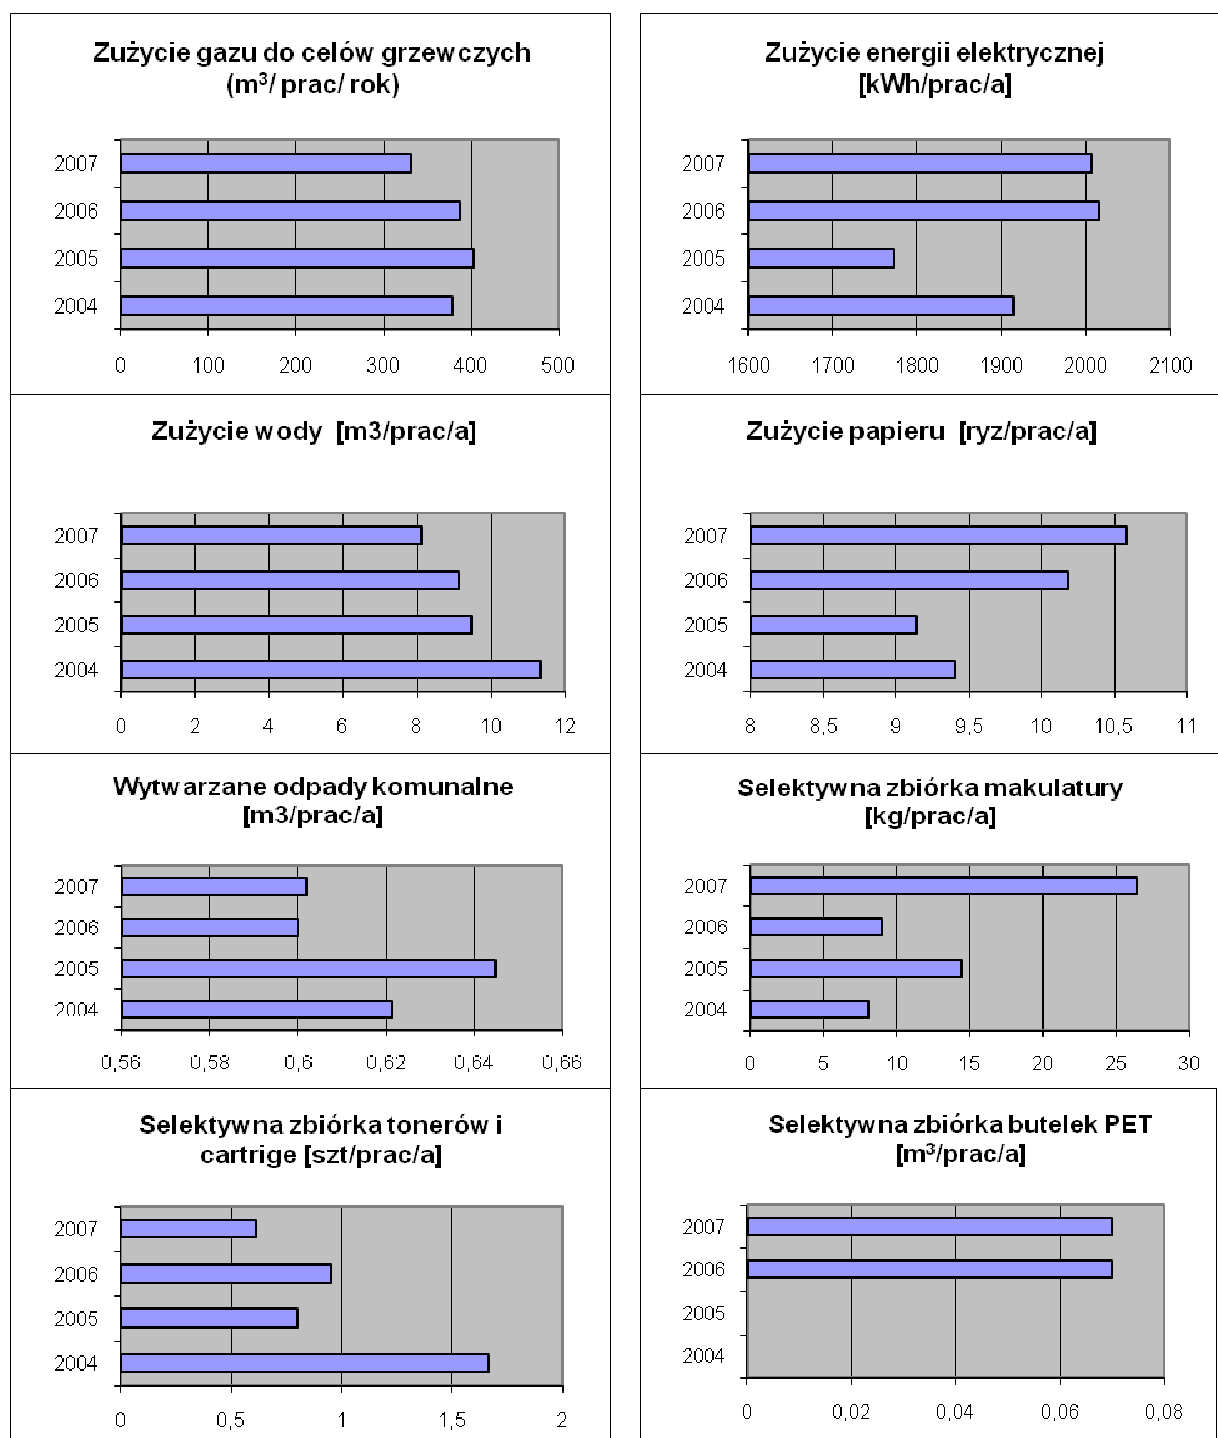 Zużycie gazu do celów grzewczych
(m³/ prac/ rok)
2007
2006
2005
2004
0 100 200 300 400 500
Zużycie energii elektrycznej
[kWh/prac/a]
2007
2006
2005
2004
1600 1700 1800 1900 2000 2100
Zużycie wody [m3/prac/a]
2007
2006
2005
2004
0 2 4 6 8 10 12
Zużycie papieru [ryz/prac/a]
2007
2006
2005
2004
8 8,5 9 9,5 10 10,5 11
Wytwarzane odpady komunalne
[m3/prac/a]
2007
2006
2005
2004
0,56 0,58 0,6 0,62 0,64 0,66
Selektywna zbiórka makulatury
[kg/prac/a]
2007
2006
2005
2004
0 5 10 15 20 25 30
Selektywna zbiórka tonerów i
cartrige [szt/prac/a]
2007
2006
2005
2004
0 0,5 1 1,5 2
Selektywna zbiórka butelek PET
[m³/prac/a]
2007
2006
2005
2004
0 0,02 0,04 0,06 0,08